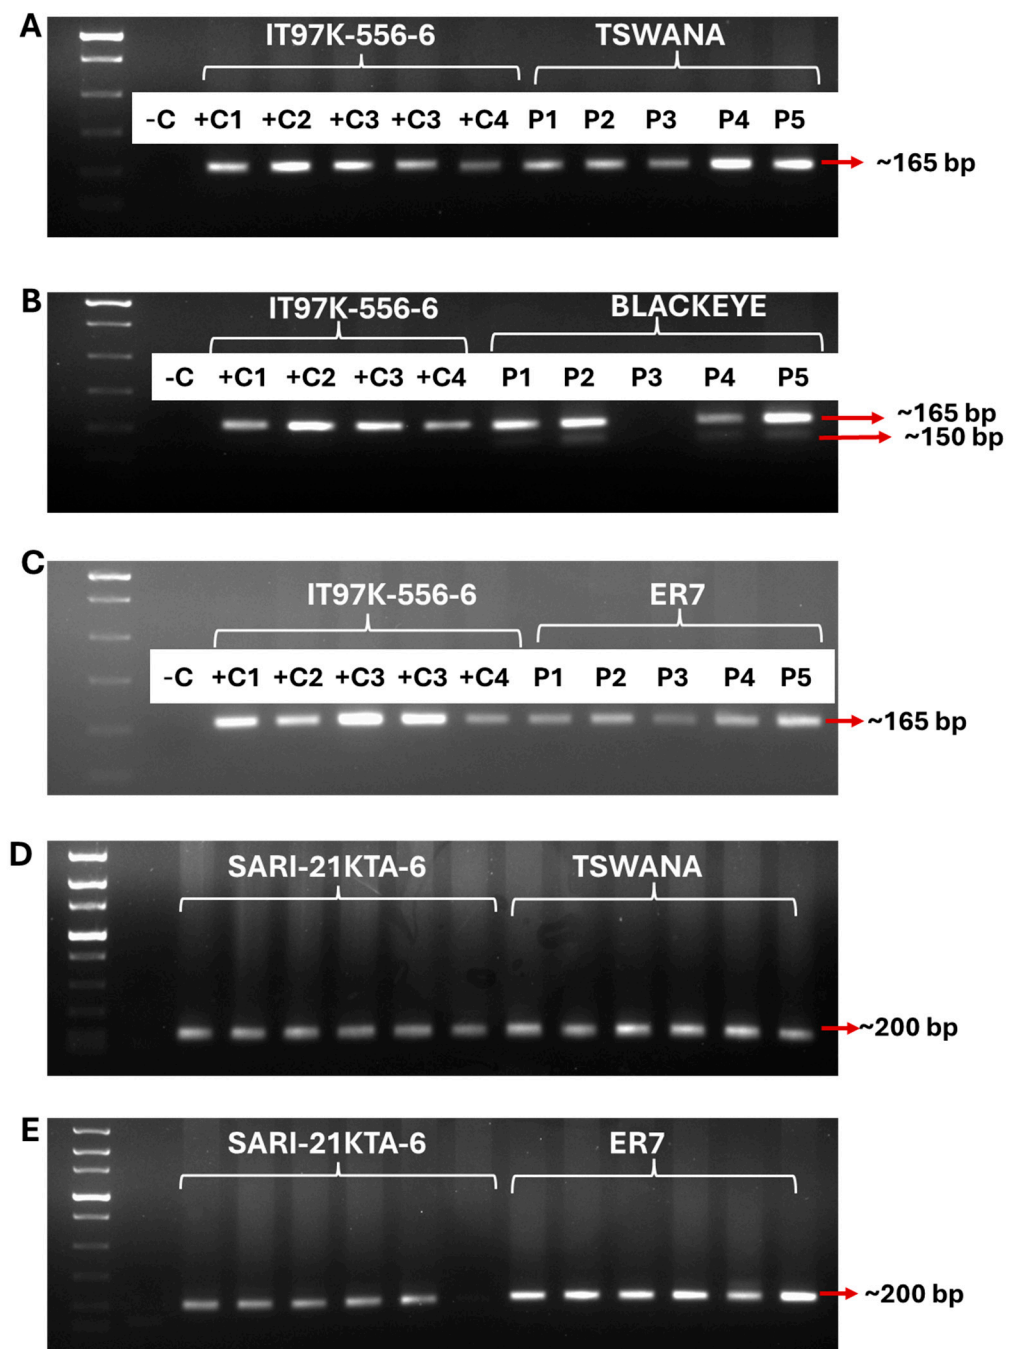 A
IT97K-556-6 TSWANA
-C +C1 +C2 +C3 +C3 +C4 P1 P2 P3 P4 P5
~165 bp
B
IT97K-556-6 BLACKEYE
-C +C1 +C2 +C3 +C4 P1 P2 P3 P4 P5
~165 bp
~150 bp
C
IT97K-556-6 ER7
-C +C1 +C2 +C3 +C3 +C4 P1 P2 P3 P4 P5
~165 bp
D
SARI-21KTA-6 TSWANA
~200 bp
E
SARI-21KTA-6 ER7
~200 bp